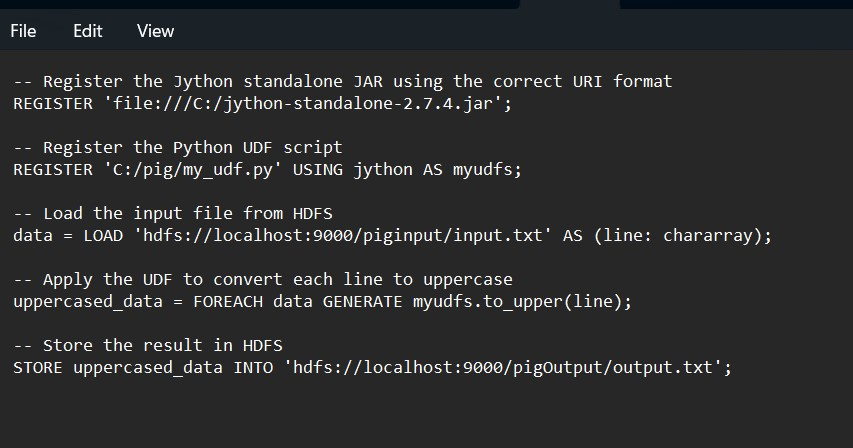 File Edit View
-- Register the Jython standalone JAR using the correct URI format
REGISTER 'file:///C:/jython-standalone-2.7.4.jar';
-- Register the Python UDF script
REGISTER 'C:/pig/my_udf.py' USING jython AS myudfs;
-- Load the input file from HDFS
data = LOAD 'hdfs://localhost:9000/piginput/input.txt' AS (line: chararray);
-- Apply the UDF to convert each line to uppercase
uppercased_data = FOREACH data GENERATE myudfs.to_upper(line);
-- Store the result in HDFS
STORE uppercased_data INTO 'hdfs://localhost:9000/pigOutput/output.txt';